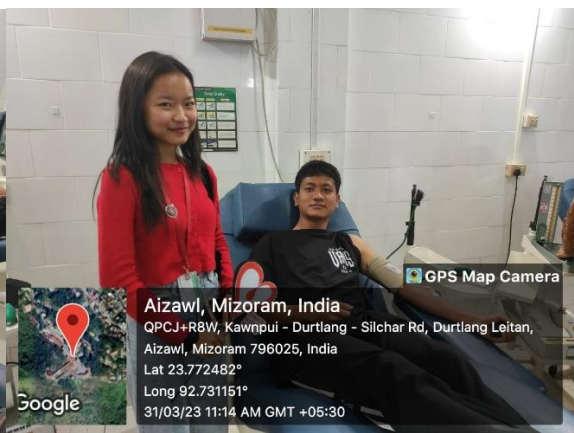 GPS Map Camera
Aizawl, Mizoram, India
QPCJ+R8W, Kawnpui - Durtlang - Silchar Rd, Durtlang Leitan,
Aizawl, Mizoram 796025, India
Lat 23.772482°
Long 92.731151°
31/03/23 11:14 AM GMT +05:30
Google